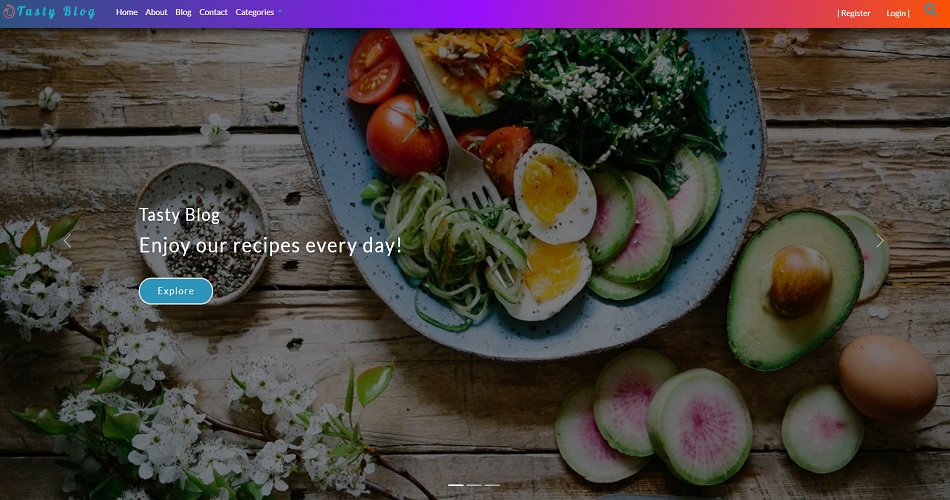 Tasty Blog
Home About Blog Contact Categories
| Register Login |
Tasty Blog
Enjoy our recipes every day!
Explore